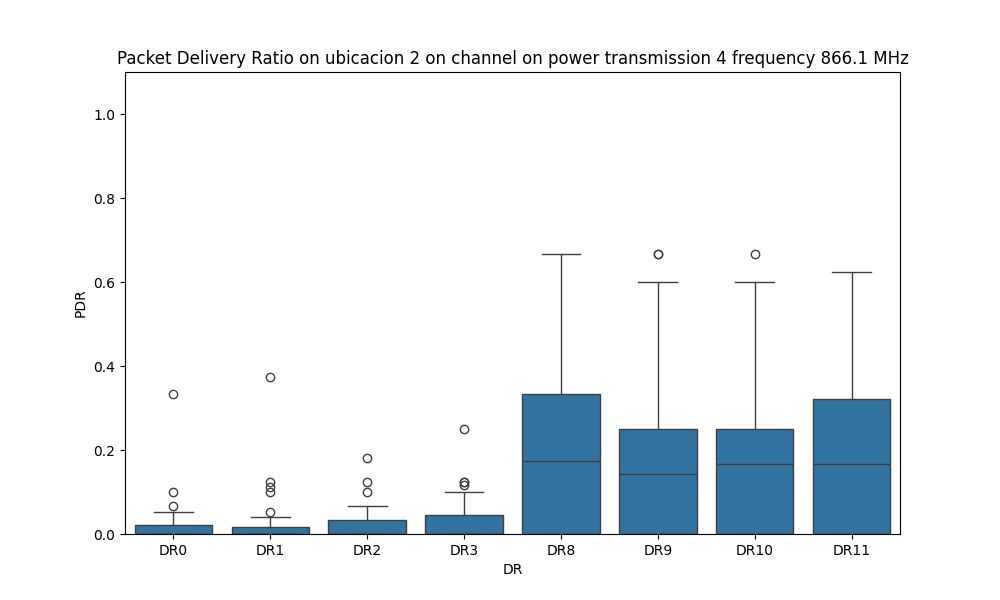 Packet Delivery Ratio on ubicacion 2 on channel on power transmission 4 frequency 866.1 MHz
PDR
1.0
0.8
0.6
0.4
0.2
0.0
DR0 DR1 DR2 DR3 DR8 DR9 DR10 DR11
DR